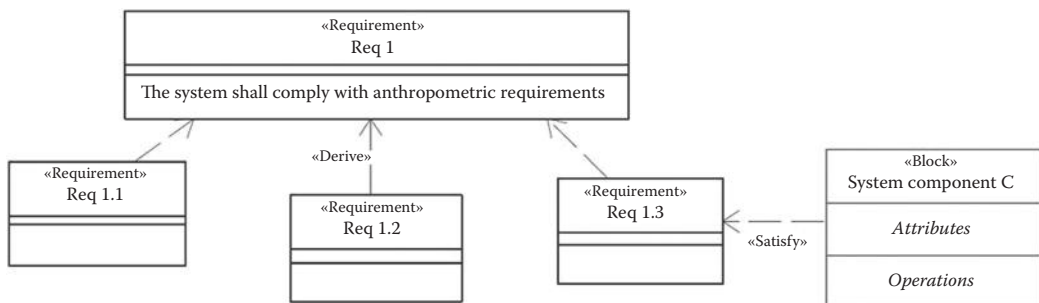 «Requirement»
Req 1
The system shall comply with anthropometric requirements
«Derive»
«Requirement»
Req 1.1
«Requirement»
Req 1.2
«Requirement»
Req 1.3
«Satisfy»
«Block»
System component C
Attributes
Operations